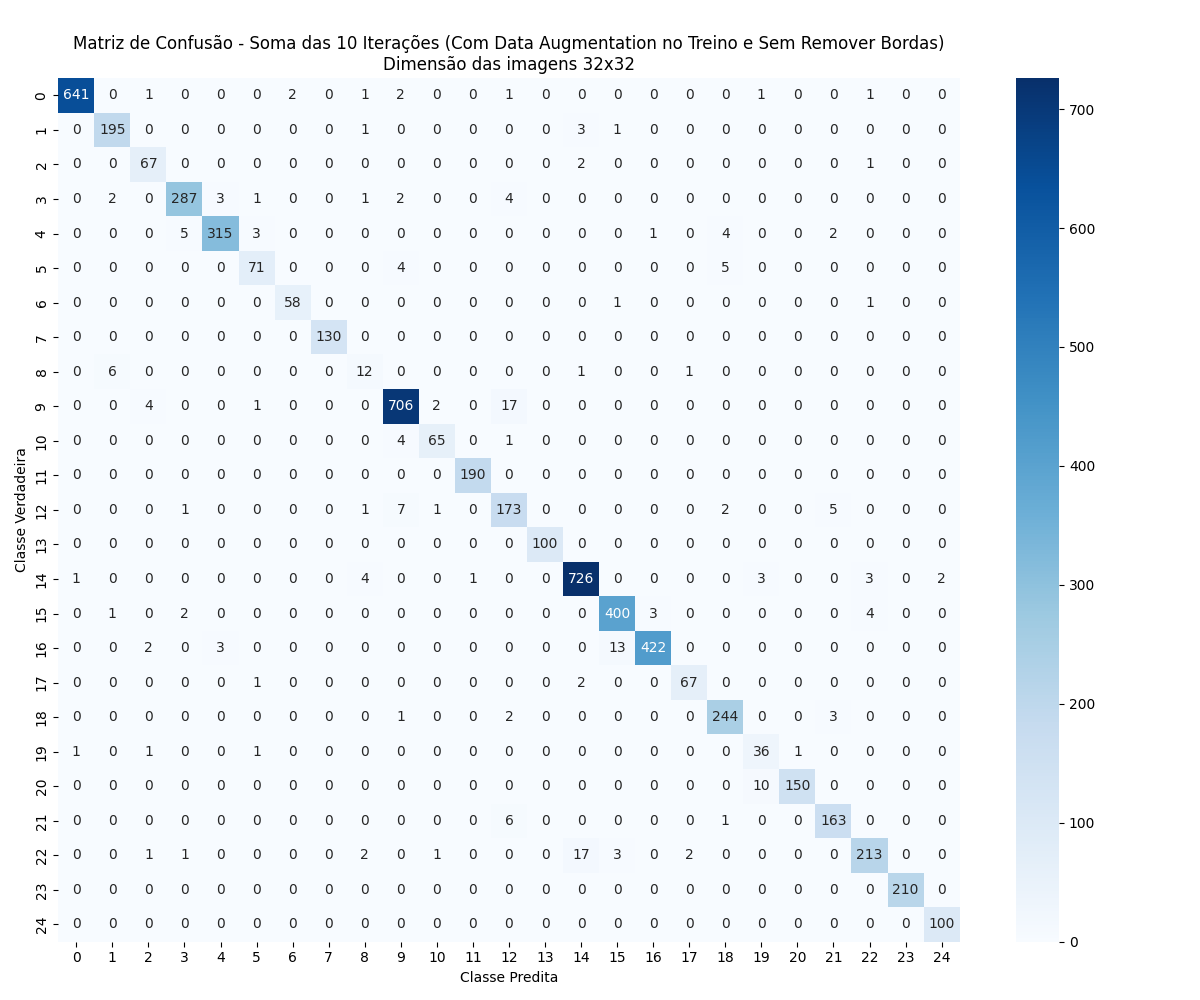 Matriz de Confusão - Soma das 10 Iterações (Com Data Augmentation no Treino e Sem Remover Bordas)
Dimensão das imagens 32x32
Classe Verdadeira
0 641 0 1 0 0 0 2 0 1 2 0 0 1 0 0 0 0 0 0 1 0 0 1 0 0
1 0 195 0 0 0 0 0 0 1 0 0 0 0 0 3 1 0 0 0 0 0 0 0 0 0
2 0 0 67 0 0 0 0 0 0 0 0 0 0 0 2 0 0 0 0 0 0 0 1 0 0
3 0 2 0 287 3 1 0 0 1 2 0 0 4 0 0 0 0 0 0 0 0 0 0 0 0
4 0 0 0 5 315 3 0 0 0 0 0 0 0 0 0 0 1 0 4 0 0 2 0 0 0
5 0 0 0 0 0 71 0 0 0 4 0 0 0 0 0 0 0 0 5 0 0 0 0 0 0
6 0 0 0 0 0 0 58 0 0 0 0 0 0 0 0 1 0 0 0 0 0 0 1 0 0
7 0 0 0 0 0 0 0 130 0 0 0 0 0 0 0 0 0 0 0 0 0 0 0 0 0
8 0 6 0 0 0 0 0 0 12 0 0 0 0 0 1 0 0 1 0 0 0 0 0 0 0
9 0 0 4 0 0 1 0 0 0 706 2 0 17 0 0 0 0 0 0 0 0 0 0 0 0
10 0 0 0 0 0 0 0 0 0 4 65 0 1 0 0 0 0 0 0 0 0 0 0 0 0
11 0 0 0 0 0 0 0 0 0 0 0 190 0 0 0 0 0 0 0 0 0 0 0 0 0
12 0 0 0 1 0 0 0 0 1 7 1 0 173 0 0 0 0 0 2 0 0 5 0 0 0
13 0 0 0 0 0 0 0 0 0 0 0 0 0 100 0 0 0 0 0 0 0 0 0 0 0
14 1 0 0 0 0 0 0 0 4 0 0 1 0 0 726 0 0 0 0 3 0 0 3 0 2
15 0 1 0 2 0 0 0 0 0 0 0 0 0 0 0 400 3 0 0 0 0 0 4 0 0
16 0 0 2 0 3 0 0 0 0 0 0 0 0 0 0 13 422 0 0 0 0 0 0 0 0
17 0 0 0 0 0 1 0 0 0 0 0 0 0 0 2 0 0 67 0 0 0 0 0 0 0
18 0 0 0 0 0 0 0 0 0 1 0 0 2 0 0 0 0 0 244 0 0 3 0 0 0
19 1 0 1 0 0 1 0 0 0 0 0 0 0 0 0 0 0 0 0 36 1 0 0 0 0
20 0 0 0 0 0 0 0 0 0 0 0 0 0 0 0 0 0 0 0 10 150 0 0 0 0
21 0 0 0 0 0 0 0 0 0 0 0 0 6 0 0 0 0 0 1 0 0 163 0 0 0
22 0 0 1 1 0 0 0 0 2 0 1 0 0 0 17 3 0 2 0 0 0 0 213 0 0
23 0 0 0 0 0 0 0 0 0 0 0 0 0 0 0 0 0 0 0 0 0 0 0 210 0
24 0 0 0 0 0 0 0 0 0 0 0 0 0 0 0 0 0 0 0 0 0 0 0 0 100
0 1 2 3 4 5 6 7 8 9 10 11 12 13 14 15 16 17 18 19 20 21 22 23 24
Classe Predita
700
600
500
400
300
200
100
0